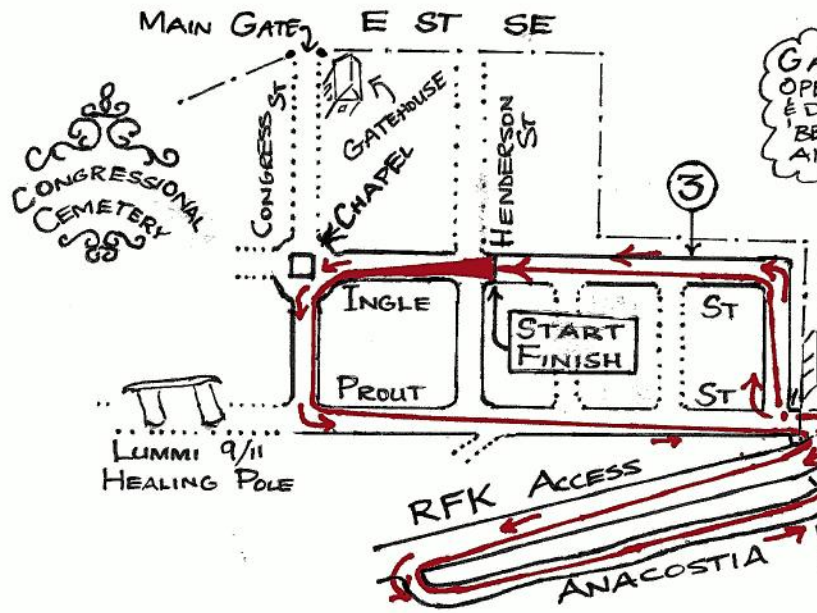 MAIN GATE
E ST SE
CONGRESS ST
GATEHOUSE
HENDERSON ST
CONGRESSIONAL
CEMETERY
CHAPEL
3
INGLE
ST
START
FINISH
PROUT
ST
LUMMI 9/11
HEALING POLE
RFK ACCESS
ANACOSTIA